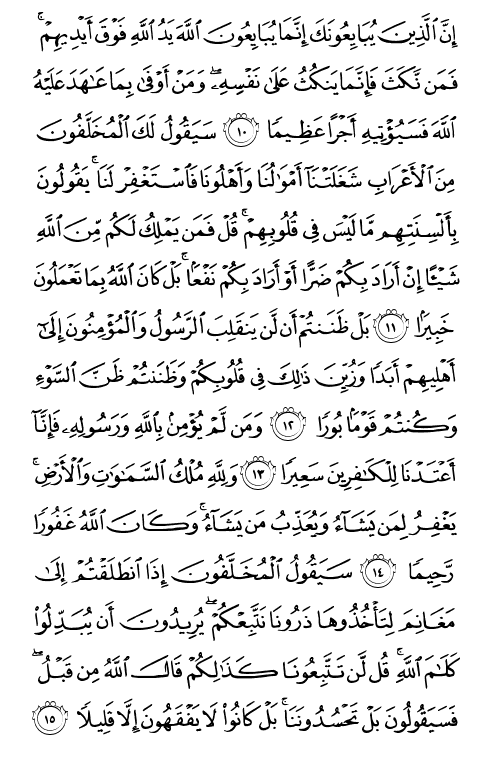 إِنَّ ٱلَّذِينَ يُبَايِعُونَكَ إِنَّمَا يُبَايِعُونَ ٱللَّهَ يَدُ ٱللَّهِ فَوْقَ أَيْدِيهِمْ ۚ
فَمَن نَّكَثَ فَإِنَّمَا يَنكُثُ عَلَىٰ نَفْسِهِۦ ۖ وَمَنْ أَوْفَىٰ بِمَا عَـٰهَدَ عَلَيْهُ
ٱللَّهَ فَسَيُؤْتِيهِ أَجْرًا عَظِيمًا ١٠ سَيَقُولُ لَكَ ٱلْمُخَلَّفُونَ
مِنَ ٱلْأَعْرَابِ شَغَلَتْنَآ أَمْوَٰلُنَا وَأَهْلُونَا فَٱسْتَغْفِرْ لَنَا ۚ يَقُولُونَ
بِأَلْسِنَتِهِم مَّا لَيْسَ فِى قُلُوبِهِمْ ۚ قُلْ فَمَن يَمْلِكُ لَكُم مِّنَ ٱللَّهِ
شَيْـًٔا إِنْ أَرَادَ بِكُمْ ضَرًّا أَوْ أَرَادَ بِكُمْ نَفْعًۢا ۚ بَلْ كَانَ ٱللَّهُ بِمَا تَعْمَلُونَ
خَبِيرًۢا ١١ بَلْ ظَنَنتُمْ أَن لَّن يَنقَلِبَ ٱلرَّسُولُ وَٱلْمُؤْمِنُونَ إِلَىٰٓ
أَهْلِيهِمْ أَبَدًا وَزُيِّنَ ذَٰلِكَ فِى قُلُوبِكُمْ وَظَنَنتُمْ ظَنَّ ٱلسَّوْءِ
وَكُنتُمْ قَوْمًۢا بُورًا ١٢ وَمَن لَّمْ يُؤْمِنۢ بِٱللَّهِ وَرَسُولِهِۦ فَإِنَّآ
أَعْتَدْنَا لِلْكَـٰفِرِينَ سَعِيرًا ١٣ وَلِلَّهِ مُلْكُ ٱلسَّمَـٰوَٰتِ وَٱلْأَرْضِ ۚ
يَغْفِرُ لِمَن يَشَآءُ وَيُعَذِّبُ مَن يَشَآءُ ۚ وَكَانَ ٱللَّهُ غَفُورًا
رَّحِيمًا ١٤ سَيَقُولُ ٱلْمُخَلَّفُونَ إِذَا ٱنطَلَقْتُمْ إِلَىٰ
مَغَانِمَ لِتَأْخُذُوهَا ذَرُونَا نَتَّبِعْكُمْ ۖ يُرِيدُونَ أَن يُبَدِّلُوا۟
كَلَـٰمَ ٱللَّهِ ۚ قُل لَّن تَتَّبِعُونَا كَذَٰلِكُمْ قَالَ ٱللَّهُ مِن قَبْلُ ۖ
فَسَيَقُولُونَ بَلْ تَحْسُدُونَنَا ۚ بَلْ كَانُوا۟ لَا يَفْقَهُونَ إِلَّا قَلِيلًا ١٥